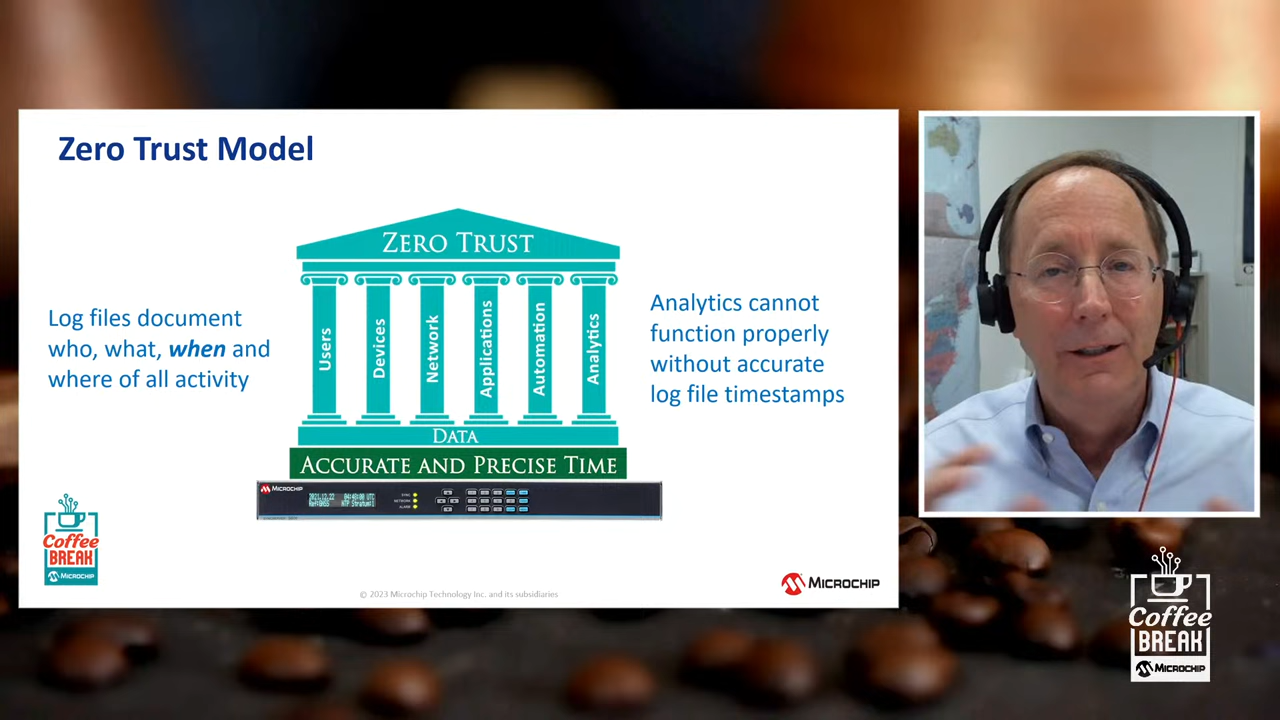 Zero Trust Model
ZERO TRUST
Log files document
who, what, when and
where of all activity
Users
Devices
Network
Applications
Automation
Analytics
Analytics cannot
function properly
without accurate
log file timestamps
DATA
ACCURATE AND PRECISE TIME
MICROCHIP
Coffee
BREAK
MICROCHIP
© 2023 Microchip Technology Inc. and its subsidiaries
MICROCHIP
Coffee
BREAK
MICROCHIP